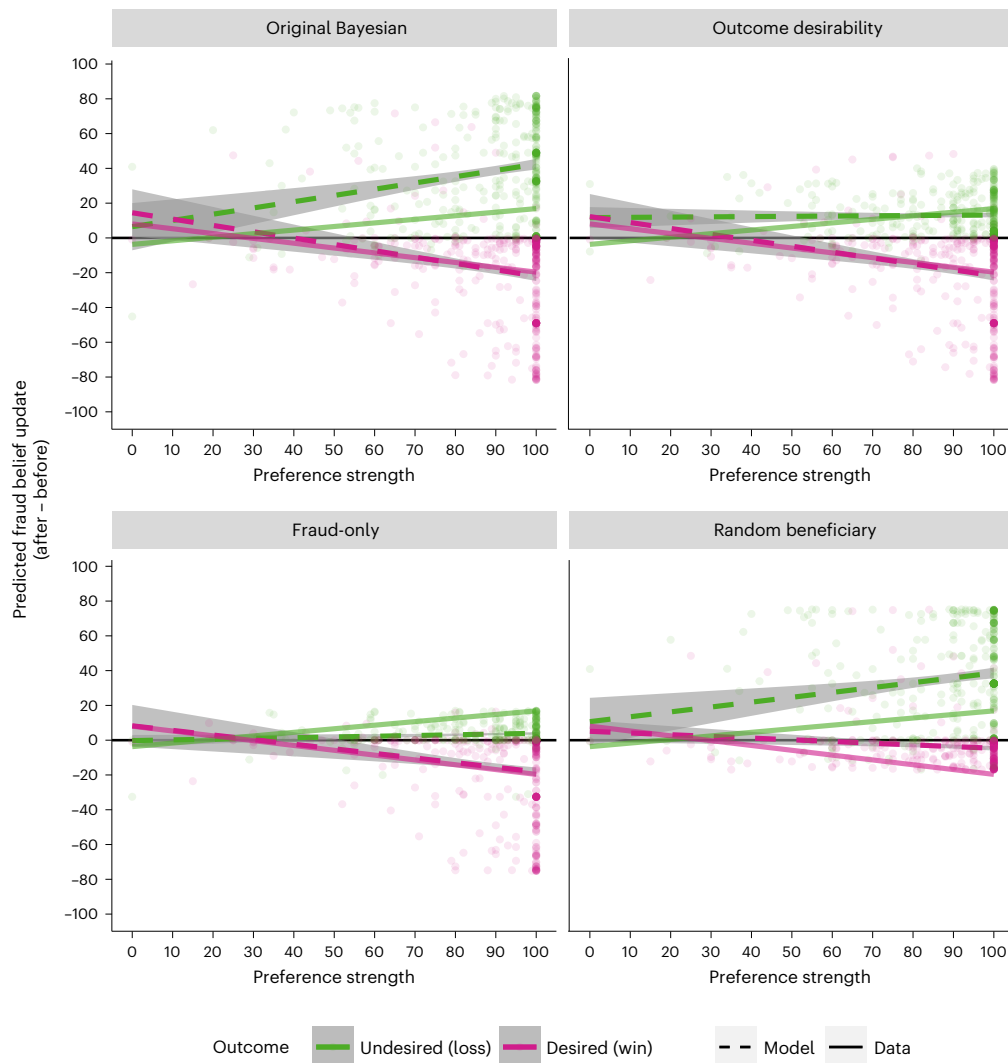 Original Bayesian
Outcome desirability
100
80
60
40
20
0
−20
−40
−60
−80
−100
0 10 20 30 40 50 60 70 80 90 100
0 10 20 30 40 50 60 70 80 90 100
Preference strength
Preference strength
Predicted fraud belief update
(after – before)
Fraud-only
Random beneficiary
100
80
60
40
20
0
−20
−40
−60
−80
−100
0 10 20 30 40 50 60 70 80 90 100
0 10 20 30 40 50 60 70 80 90 100
Preference strength
Preference strength
Outcome Undesired (loss) Desired (win) Model Data